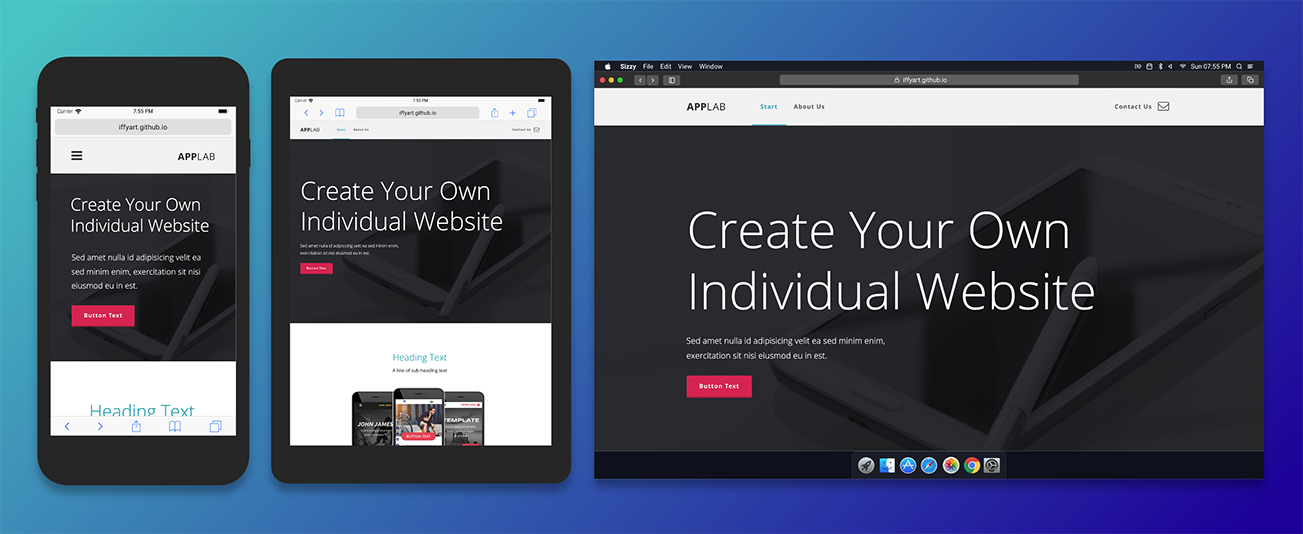 Carrier 7:55 PM
iffyart.github.io
APPLAB
Create Your Own
Individual Website
Sed amet nulla id adipisicing velit ea
sed minim enim, exercitation sit nisi
eiusmod eu in est.
Button Text
Heading Text
Carrier 7:55 PM
iffyart.github.io
APPLAB Start About Us Contact Us
Create Your Own
Individual Website
Sed amet nulla id adipisicing velit ea sed minim enim,
exercitation sit nisi eiusmod eu in est.
Button Text
Heading Text
A line of sub heading text
JOHN JAMES
TEMPLATE
BUTTON TEXT
Sizzy File Edit View Window Sun 07:55 PM
iffyart.github.io
APPLAB Start About Us Contact Us
Create Your Own
Individual Website
Sed amet nulla id adipisicing velit ea sed minim enim,
exercitation sit nisi eiusmod eu in est.
Button Text